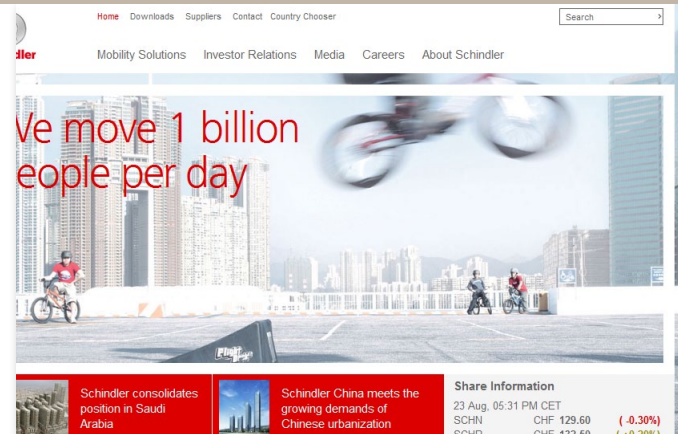 Home Downloads Suppliers Contact Country Chooser
Search
dler
Mobility Solutions Investor Relations Media Careers About Schindler
We move 1 billion
eople per day
Schindler consolidates
position in Saudi
Arabia
Schindler China meets the
growing demands of
Chinese urbanization
Share Information
23 Aug, 05:31 PM CET
SCHN CHF 129.60 ( -0.30%)